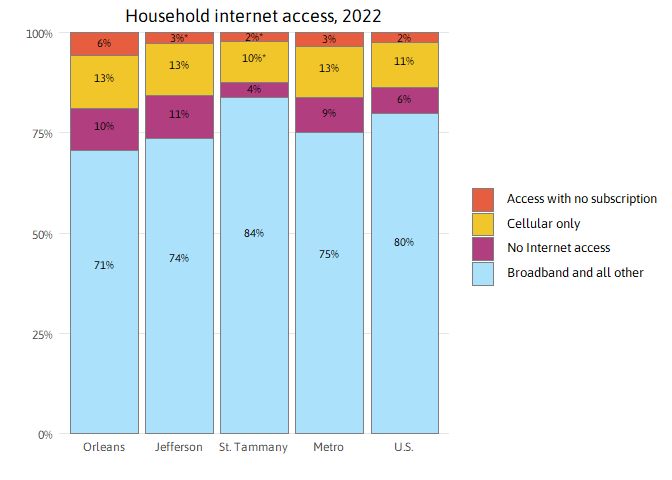 Household internet access, 2022
100%
75%
50%
25%
0%
6% 3%* 2%* 3% 2%
13% 13% 10%* 13% 11%
10% 11% 4% 9% 6%
71% 74% 84% 75% 80%
Orleans Jefferson St. Tammany Metro U.S.
Access with no subscription
Cellular only
No Internet access
Broadband and all other